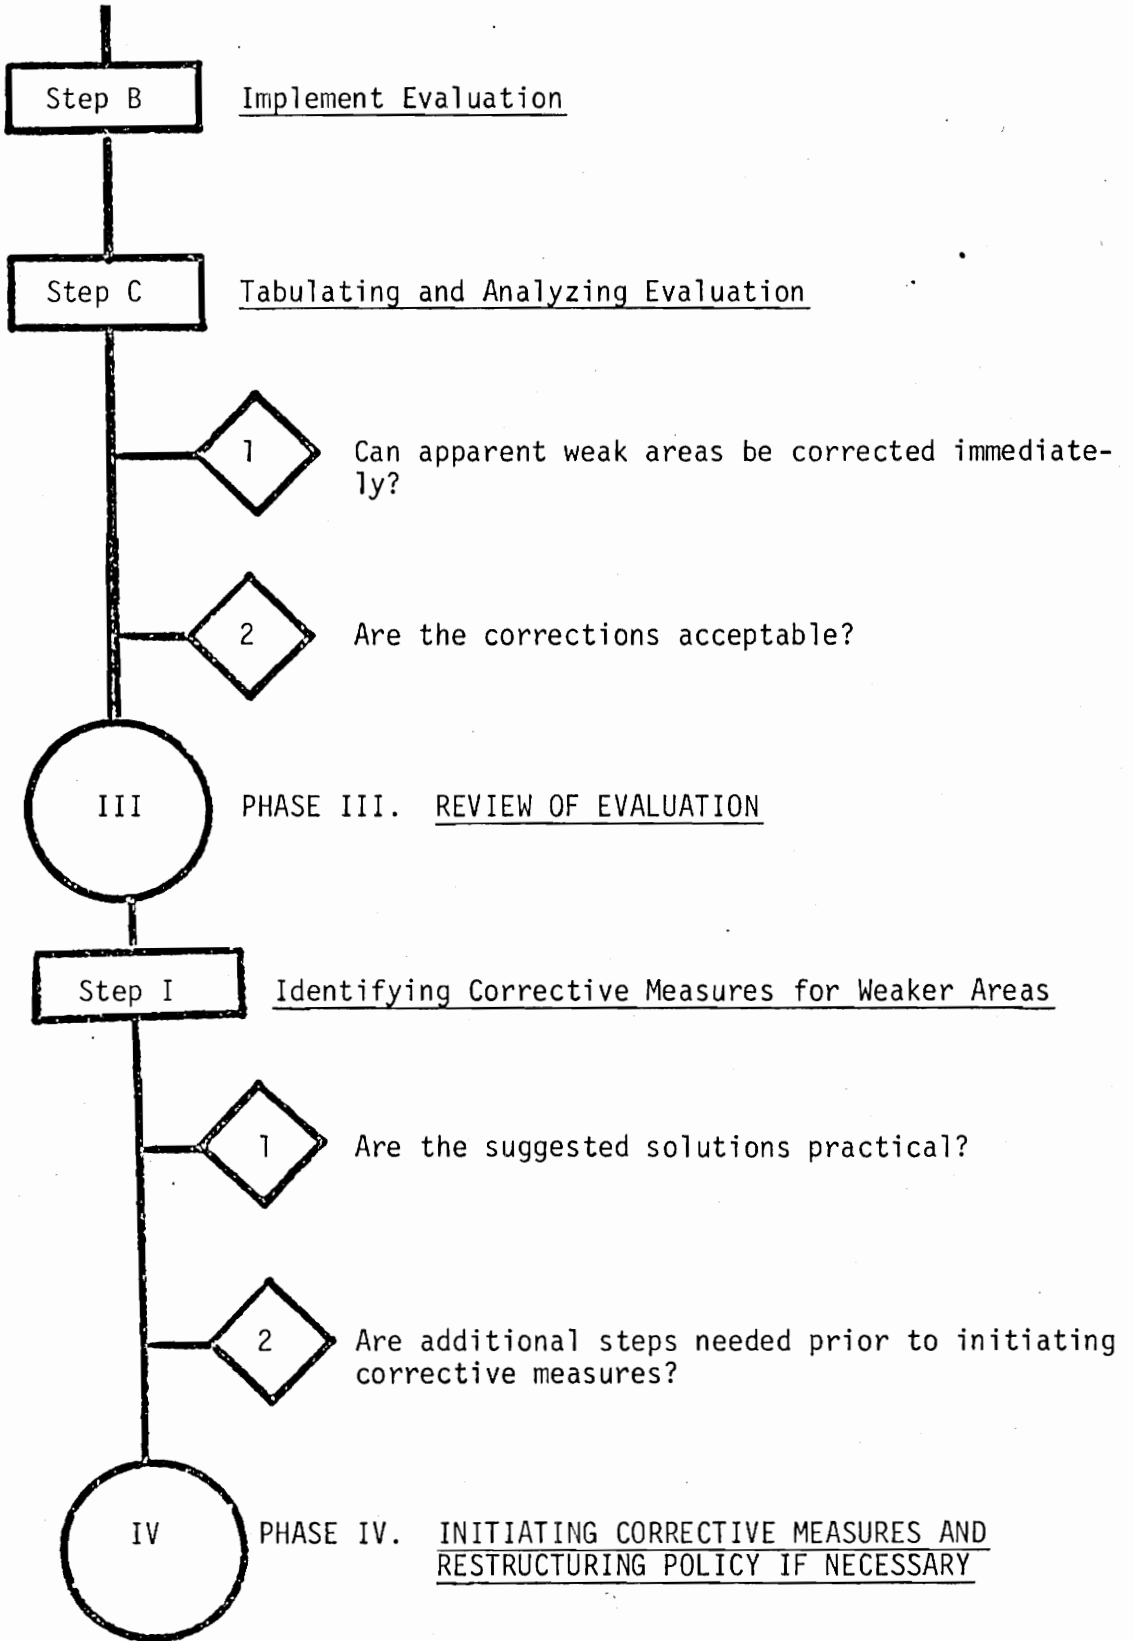 Step B Implement Evaluation
Step C Tabulating and Analyzing Evaluation
1 Can apparent weak areas be corrected immediate-
ly?
2 Are the corrections acceptable?
III PHASE III. REVIEW OF EVALUATION
Step I Identifying Corrective Measures for Weaker Areas
1 Are the suggested solutions practical?
2 Are additional steps needed prior to initiating
corrective measures?
IV PHASE IV. INITIATING CORRECTIVE MEASURES AND
RESTRUCTURING POLICY IF NECESSARY